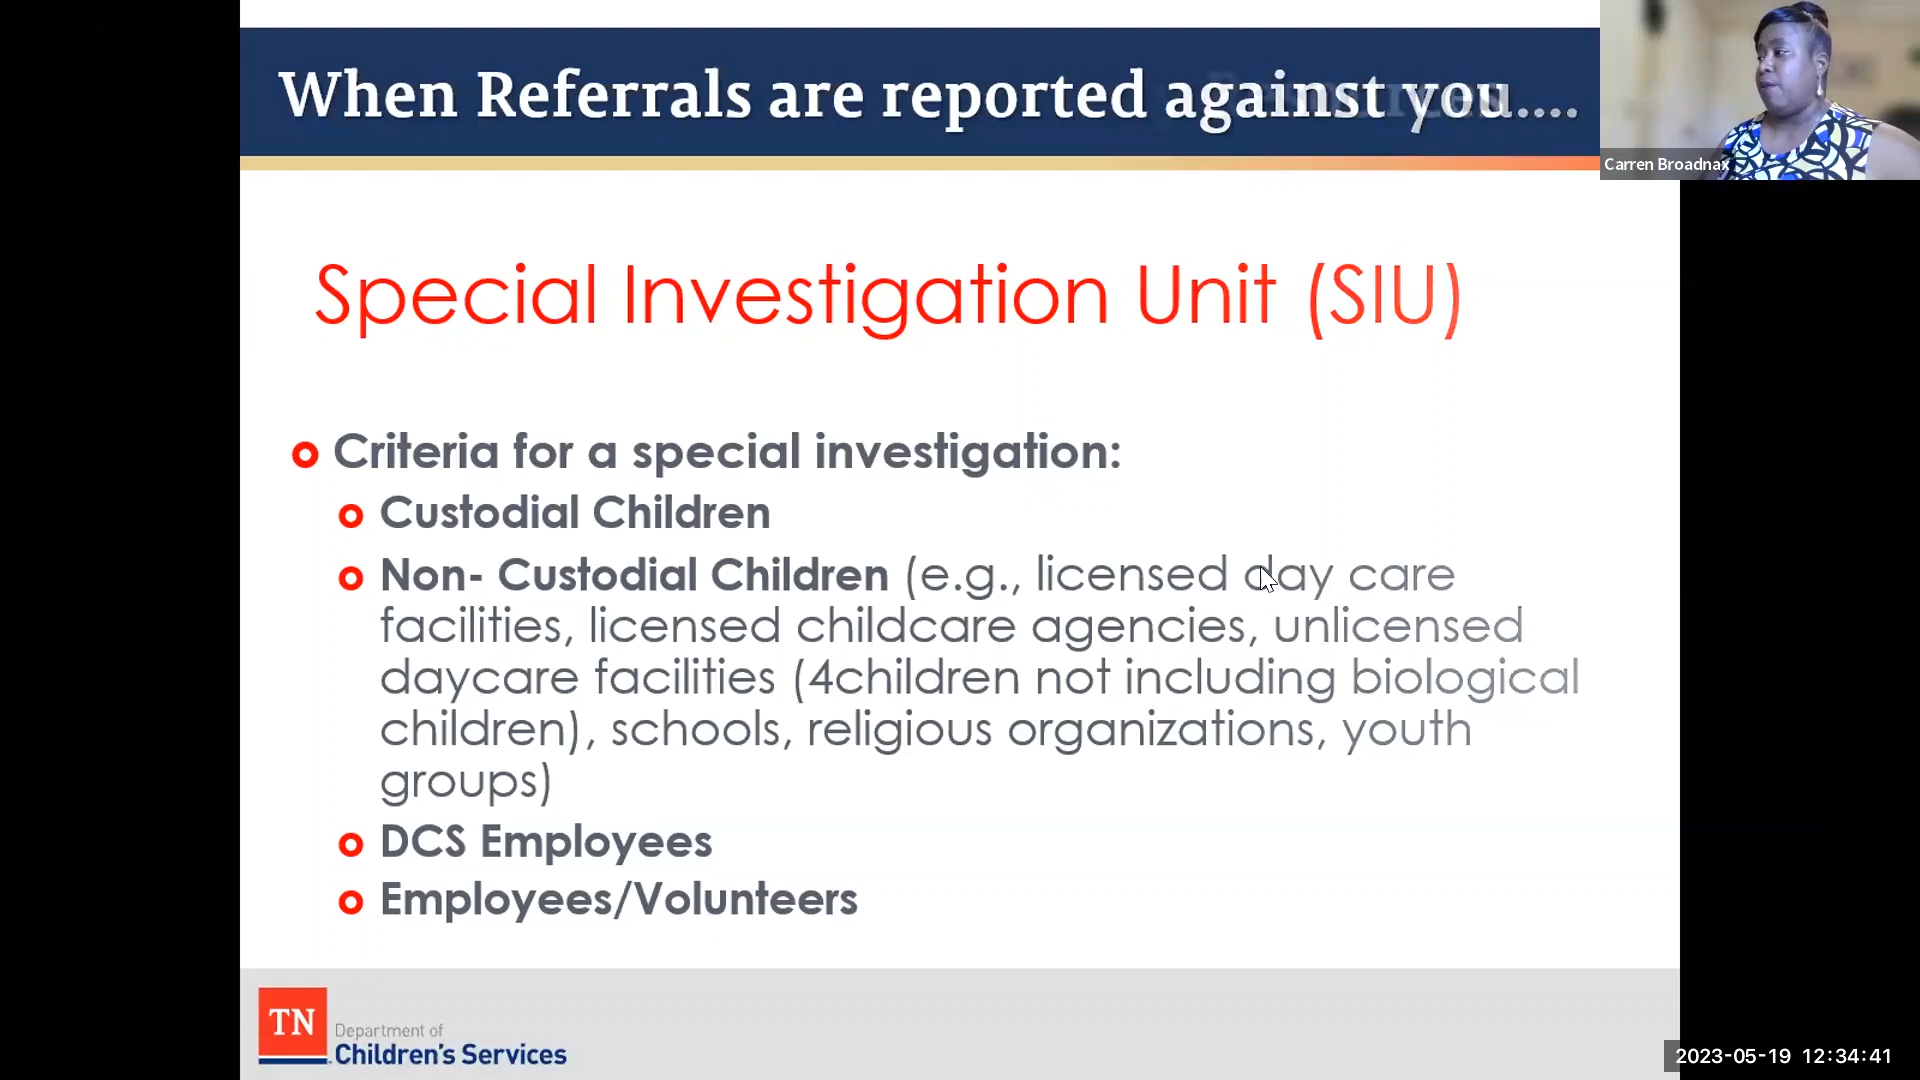 When Referrals are reported against you....
Carren Broadnax
Special Investigation Unit (SIU)
Criteria for a special investigation:
Custodial Children
Non- Custodial Children (e.g., licensed day care
facilities, licensed childcare agencies, unlicensed
daycare facilities (4children not including biological
children), schools, religious organizations, youth
groups)
DCS Employees
Employees/Volunteers
TN
Department of
Children's Services
2023-05-19 12:34:41